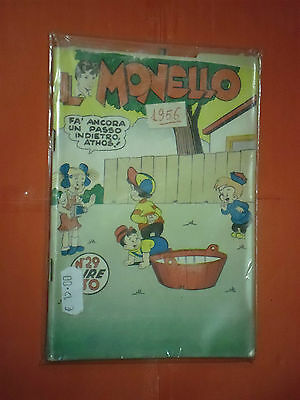 IL MONELLO
1956
FA' ANCORA
UN PASSO
INDIETRO,
ATHOS!
N°29
LIRE